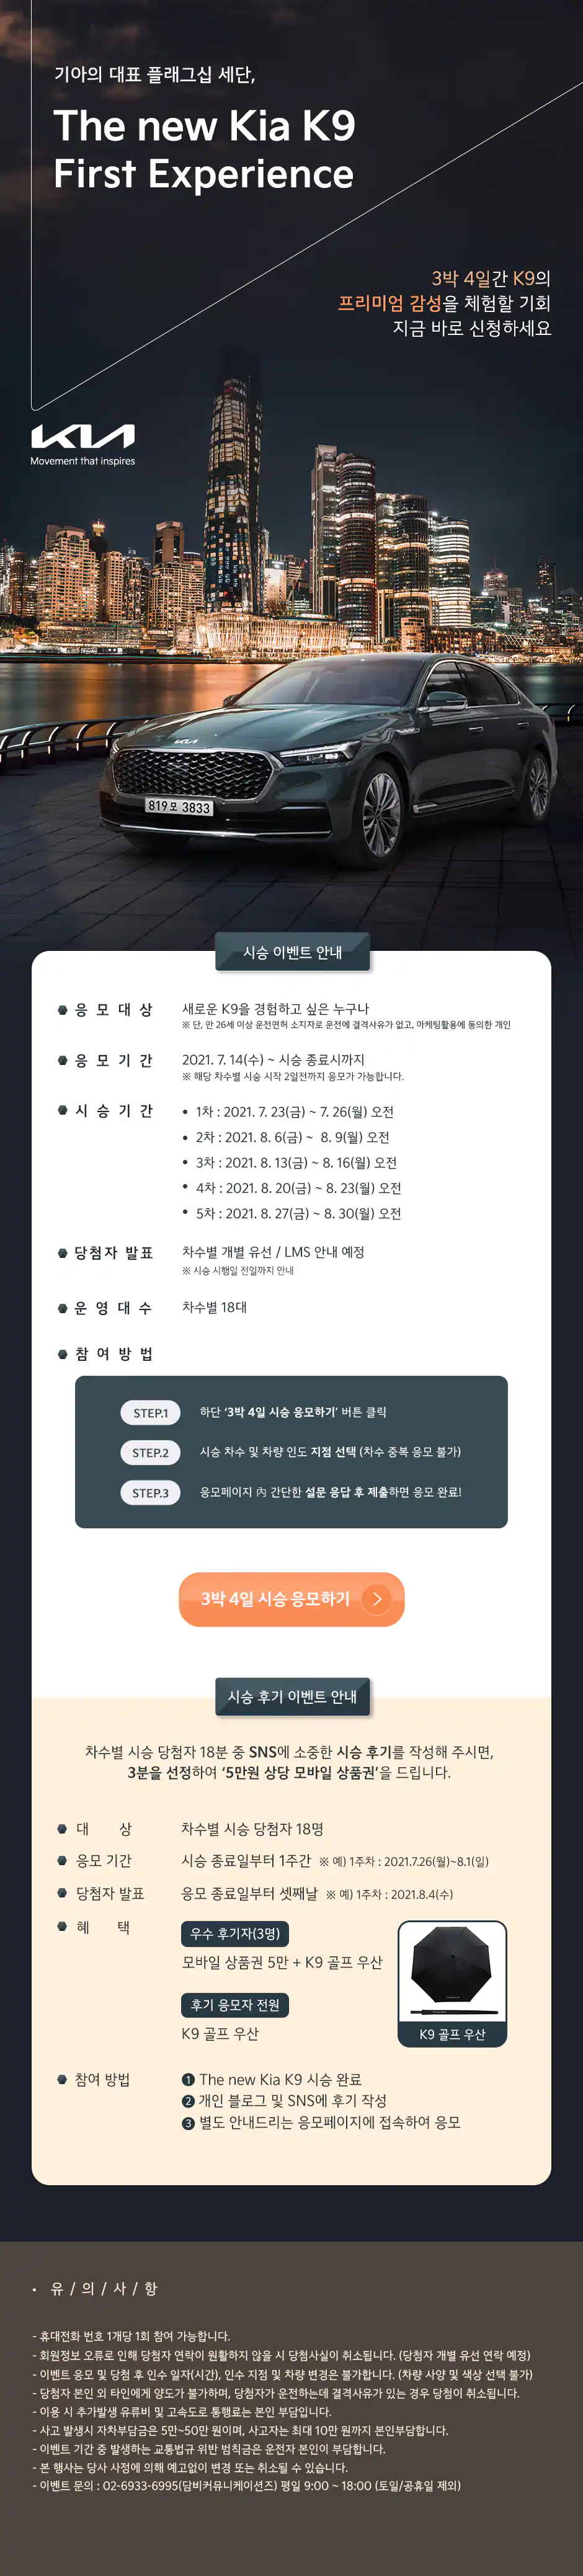 기아의 대표 플래그십 세단,
The new Kia K9
First Experience
3박 4일간 K9의
프리미엄 감성을 체험할 기회
지금 바로 신청하세요
KIA
Movement that inspires
KIA
819모 3833
시승 이벤트 안내
응모대상 새로운 K9을 경험하고 싶은 누구나
※ 단, 만 26세 이상 운전면허 소지자로 운전에 결격사유가 없고, 마케팅활용에 동의한 개인
응모기간 2021. 7. 14(수) ~ 시승 종료시까지
※ 해당 차수별 시승 시작 2일전까지 응모가 가능합니다.
시승기간 • 1차 : 2021. 7. 23(금) ~ 7. 26(월) 오전
• 2차 : 2021. 8. 6(금) ~ 8. 9(월) 오전
• 3차 : 2021. 8. 13(금) ~ 8. 16(월) 오전
• 4차 : 2021. 8. 20(금) ~ 8. 23(월) 오전
• 5차 : 2021. 8. 27(금) ~ 8. 30(월) 오전
당첨자 발표 차수별 개별 유선 / LMS 안내 예정
※ 시승 시행일 전일까지 안내
운영대수 차수별 18대
참여방법
STEP.1 하단 ‘3박 4일 시승 응모하기’ 버튼 클릭
STEP.2 시승 차수 및 차량 인도 지점 선택 (차수 중복 응모 불가)
STEP.3 응모페이지 內 간단한 설문 응답 후 제출하면 응모 완료!
3박 4일 시승 응모하기 >
시승 후기 이벤트 안내
차수별 시승 당첨자 18분 중 SNS에 소중한 시승 후기를 작성해 주시면,
3분을 선정하여 ‘5만원 상당 모바일 상품권’을 드립니다.
대 상 차수별 시승 당첨자 18명
응모 기간 시승 종료일부터 1주간 ※ 예) 1주차 : 2021.7.26(월)~8.1(일)
당첨자 발표 응모 종료일부터 셋째날 ※ 예) 1주차 : 2021.8.4(수)
혜 택 우수 후기자(3명)
모바일 상품권 5만 + K9 골프 우산
후기 응모자 전원
K9 골프 우산
K9 골프 우산
참여 방법 ❶ The new Kia K9 시승 완료
❷ 개인 블로그 및 SNS에 후기 작성
❸ 별도 안내드리는 응모페이지에 접속하여 응모
• 유 / 의 / 사 / 항
- 휴대전화 번호 1개당 1회 참여 가능합니다.
- 회원정보 오류로 인해 당첨자 연락이 원활하지 않을 시 당첨사실이 취소됩니다. (당첨자 개별 유선 연락 예정)
- 이벤트 응모 및 당첨 후 인수 일자(시간), 인수 지점 및 차량 변경은 불가합니다. (차량 사양 및 색상 선택 불가)
- 당첨자 본인 외 타인에게 양도가 불가하며, 당첨자가 운전하는데 결격사유가 있는 경우 당첨이 취소됩니다.
- 이용 시 추가발생 유류비 및 고속도로 통행료는 본인 부담입니다.
- 사고 발생시 자차부담금은 5만~50만 원이며, 사고자는 최대 10만 원까지 본인부담합니다.
- 이벤트 기간 중 발생하는 교통법규 위반 범칙금은 운전자 본인이 부담합니다.
- 본 행사는 당사 사정에 의해 예고없이 변경 또는 취소될 수 있습니다.
- 이벤트 문의 : 02-6933-6995(담비커뮤니케이션즈) 평일 9:00 ~ 18:00 (토일/공휴일 제외)